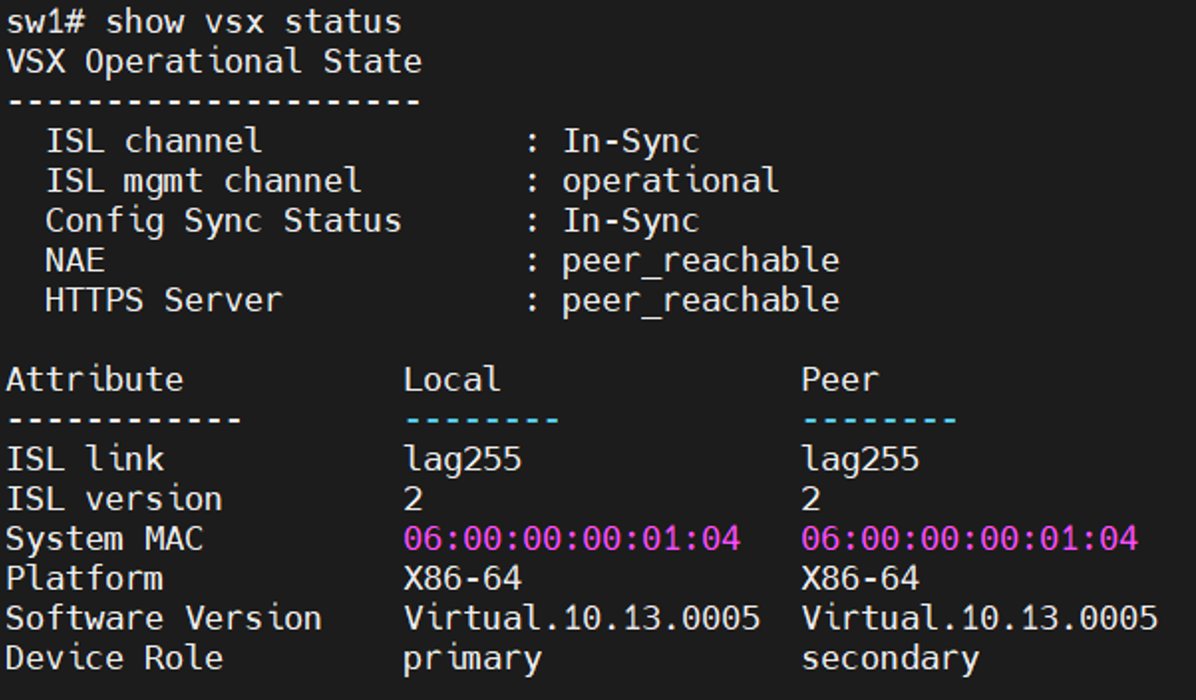 sw1# show vsx status
VSX Operational State
---------------------
  ISL channel              : In-Sync
  ISL mgmt channel         : operational
  Config Sync Status       : In-Sync
  NAE                      : peer_reachable
  HTTPS Server             : peer_reachable

Attribute           Local               Peer
------------        --------            --------
ISL link            lag255              lag255
ISL version         2                   2
System MAC          06:00:00:00:01:04   06:00:00:00:01:04
Platform            X86-64              X86-64
Software Version    Virtual.10.13.0005  Virtual.10.13.0005
Device Role         primary             secondary